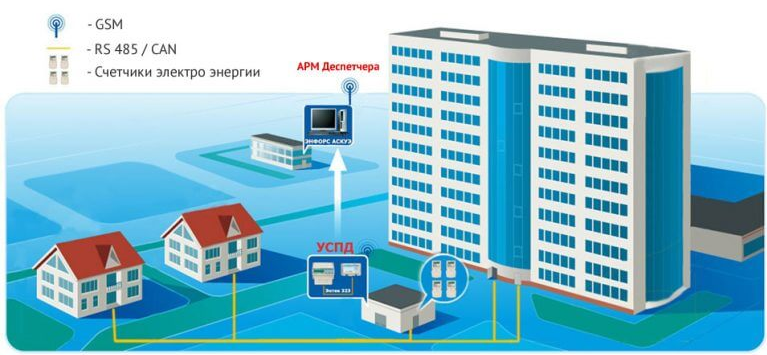 - GSM
- RS 485 / CAN
- Счетчики электро энергии
АРМ Деспетчера
ЭНФОРС АСКУЭ
УСПД